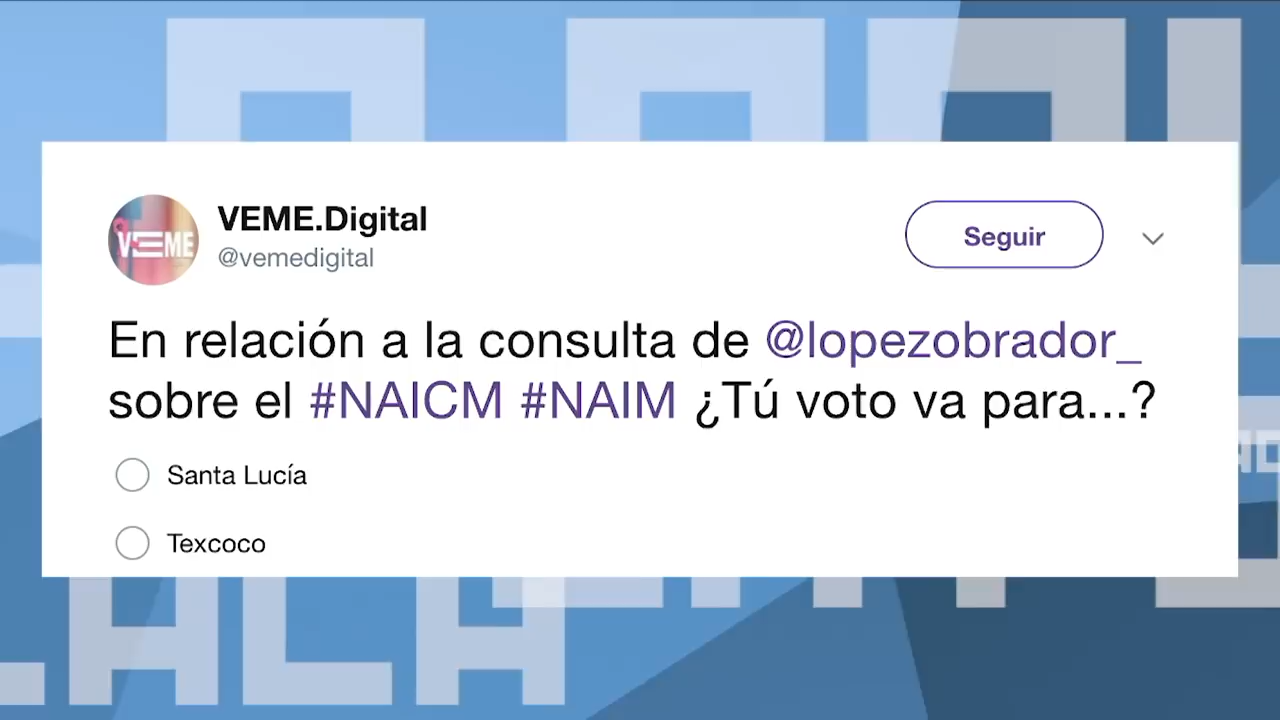 VEME.Digital
@vemedigital
VEME
Seguir
En relación a la consulta de @lopezobrador_
sobre el #NAICM #NAIM ¿Tú voto va para...?
Santa Lucía
Texcoco